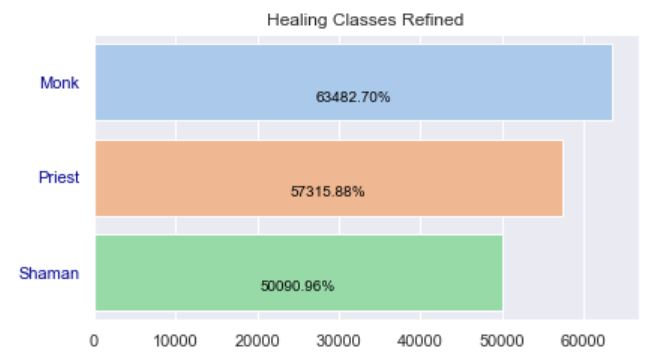 Healing Classes Refined
Monk
63482.70%
Priest
57315.88%
Shaman
50090.96%
0 10000 20000 30000 40000 50000 60000